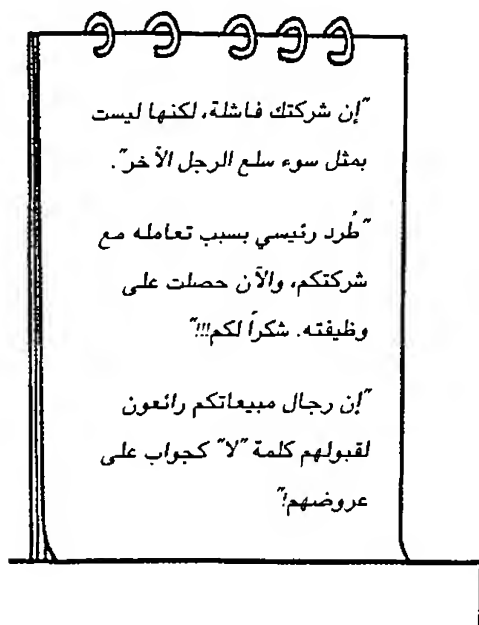 "إن شركتك فاشلة، لكنها ليست
بمثل سوء سلع الرجل الآخر".
"طُرد رئيسي بسبب تعامله مع
شركتكم، والآن حصلت على
وظيفته. شكراً لكم!!!"
"إن رجال مبيعاتكم رائعون
لقبولهم كلمة "لا" كجواب على
عروضهم!"